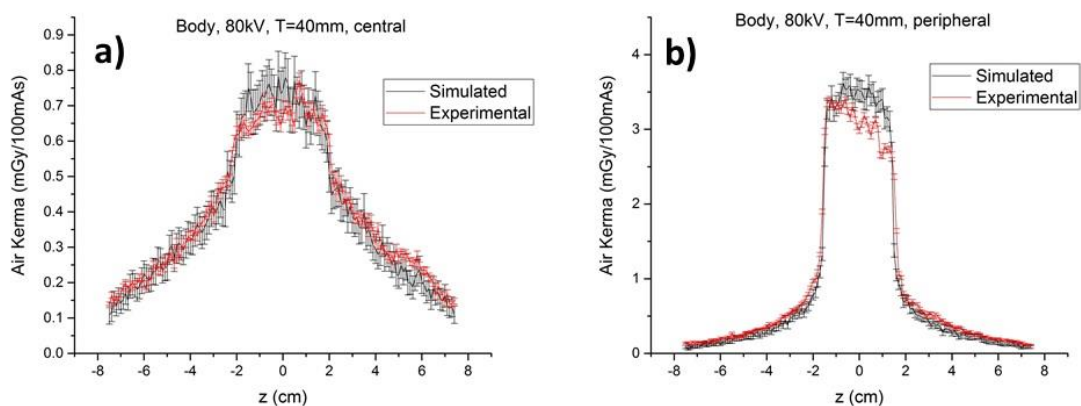 a)
Body, 80kV, T=40mm, central
Simulated
Experimental
Air Kerma (mGy/100mAs)
0.9
0.8
0.7
0.6
0.5
0.4
0.3
0.2
0.1
0.0
-8 -6 -4 -2 0 2 4 6 8
z (cm)
b)
Body, 80kV, T=40mm, peripheral
Simulated
Experimental
Air Kerma (mGy/100mAs)
4
3
2
1
0
-8 -6 -4 -2 0 2 4 6 8
z (cm)